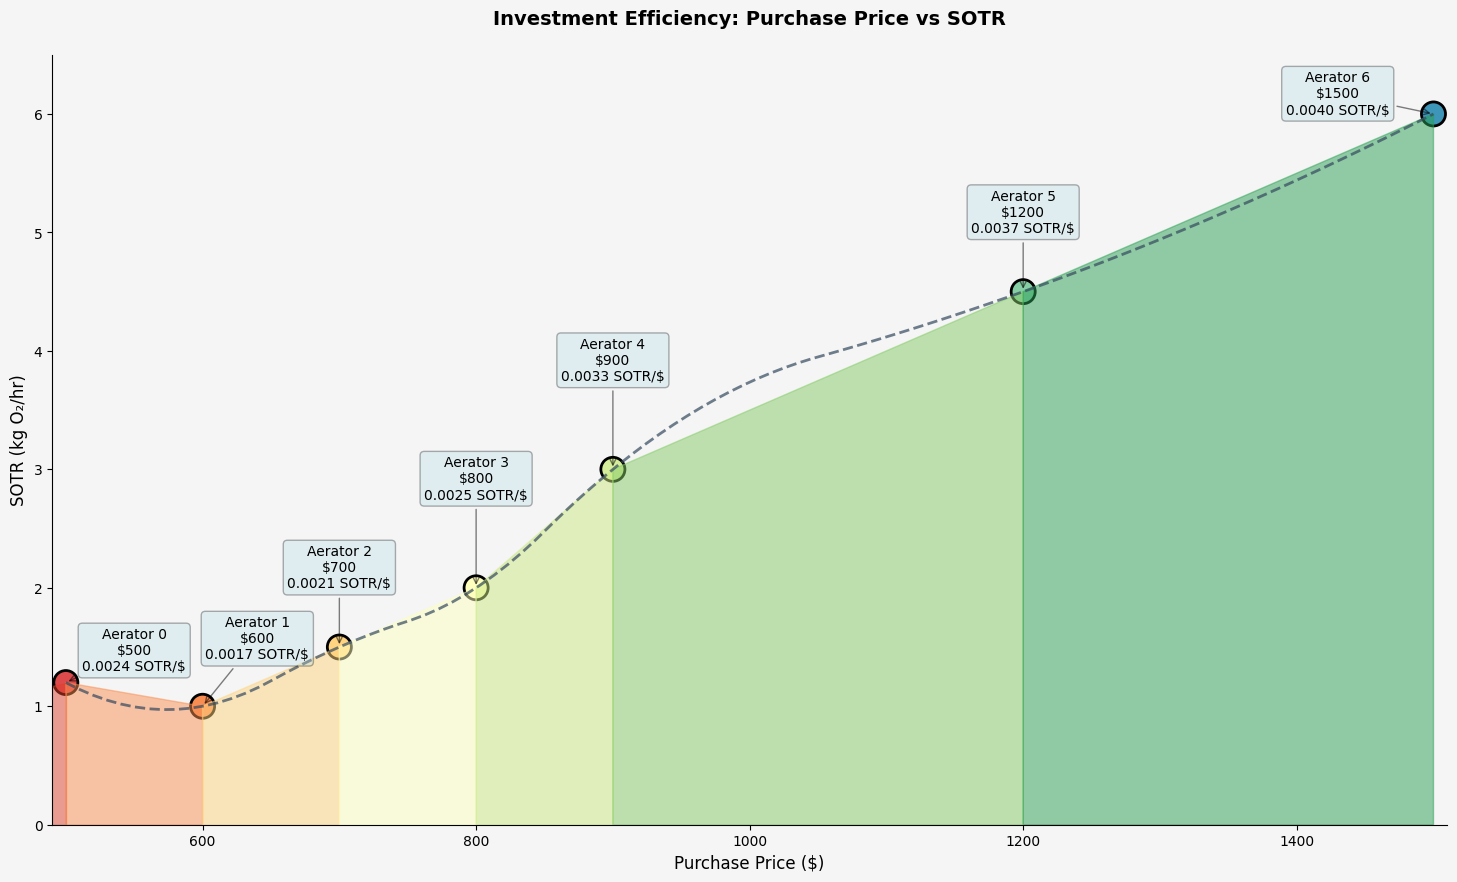 Investment Efficiency: Purchase Price vs SOTR
Aerator 6
$1500
0.0040 SOTR/$
Aerator 5
$1200
0.0037 SOTR/$
Aerator 4
$900
0.0033 SOTR/$
Aerator 3
$800
0.0025 SOTR/$
Aerator 2
$700
0.0021 SOTR/$
Aerator 1
$600
0.0017 SOTR/$
Aerator 0
$500
0.0024 SOTR/$
SOTR (kg O₂/hr)
6
5
4
3
2
1
0
600
800
1000
1200
1400
Purchase Price ($)